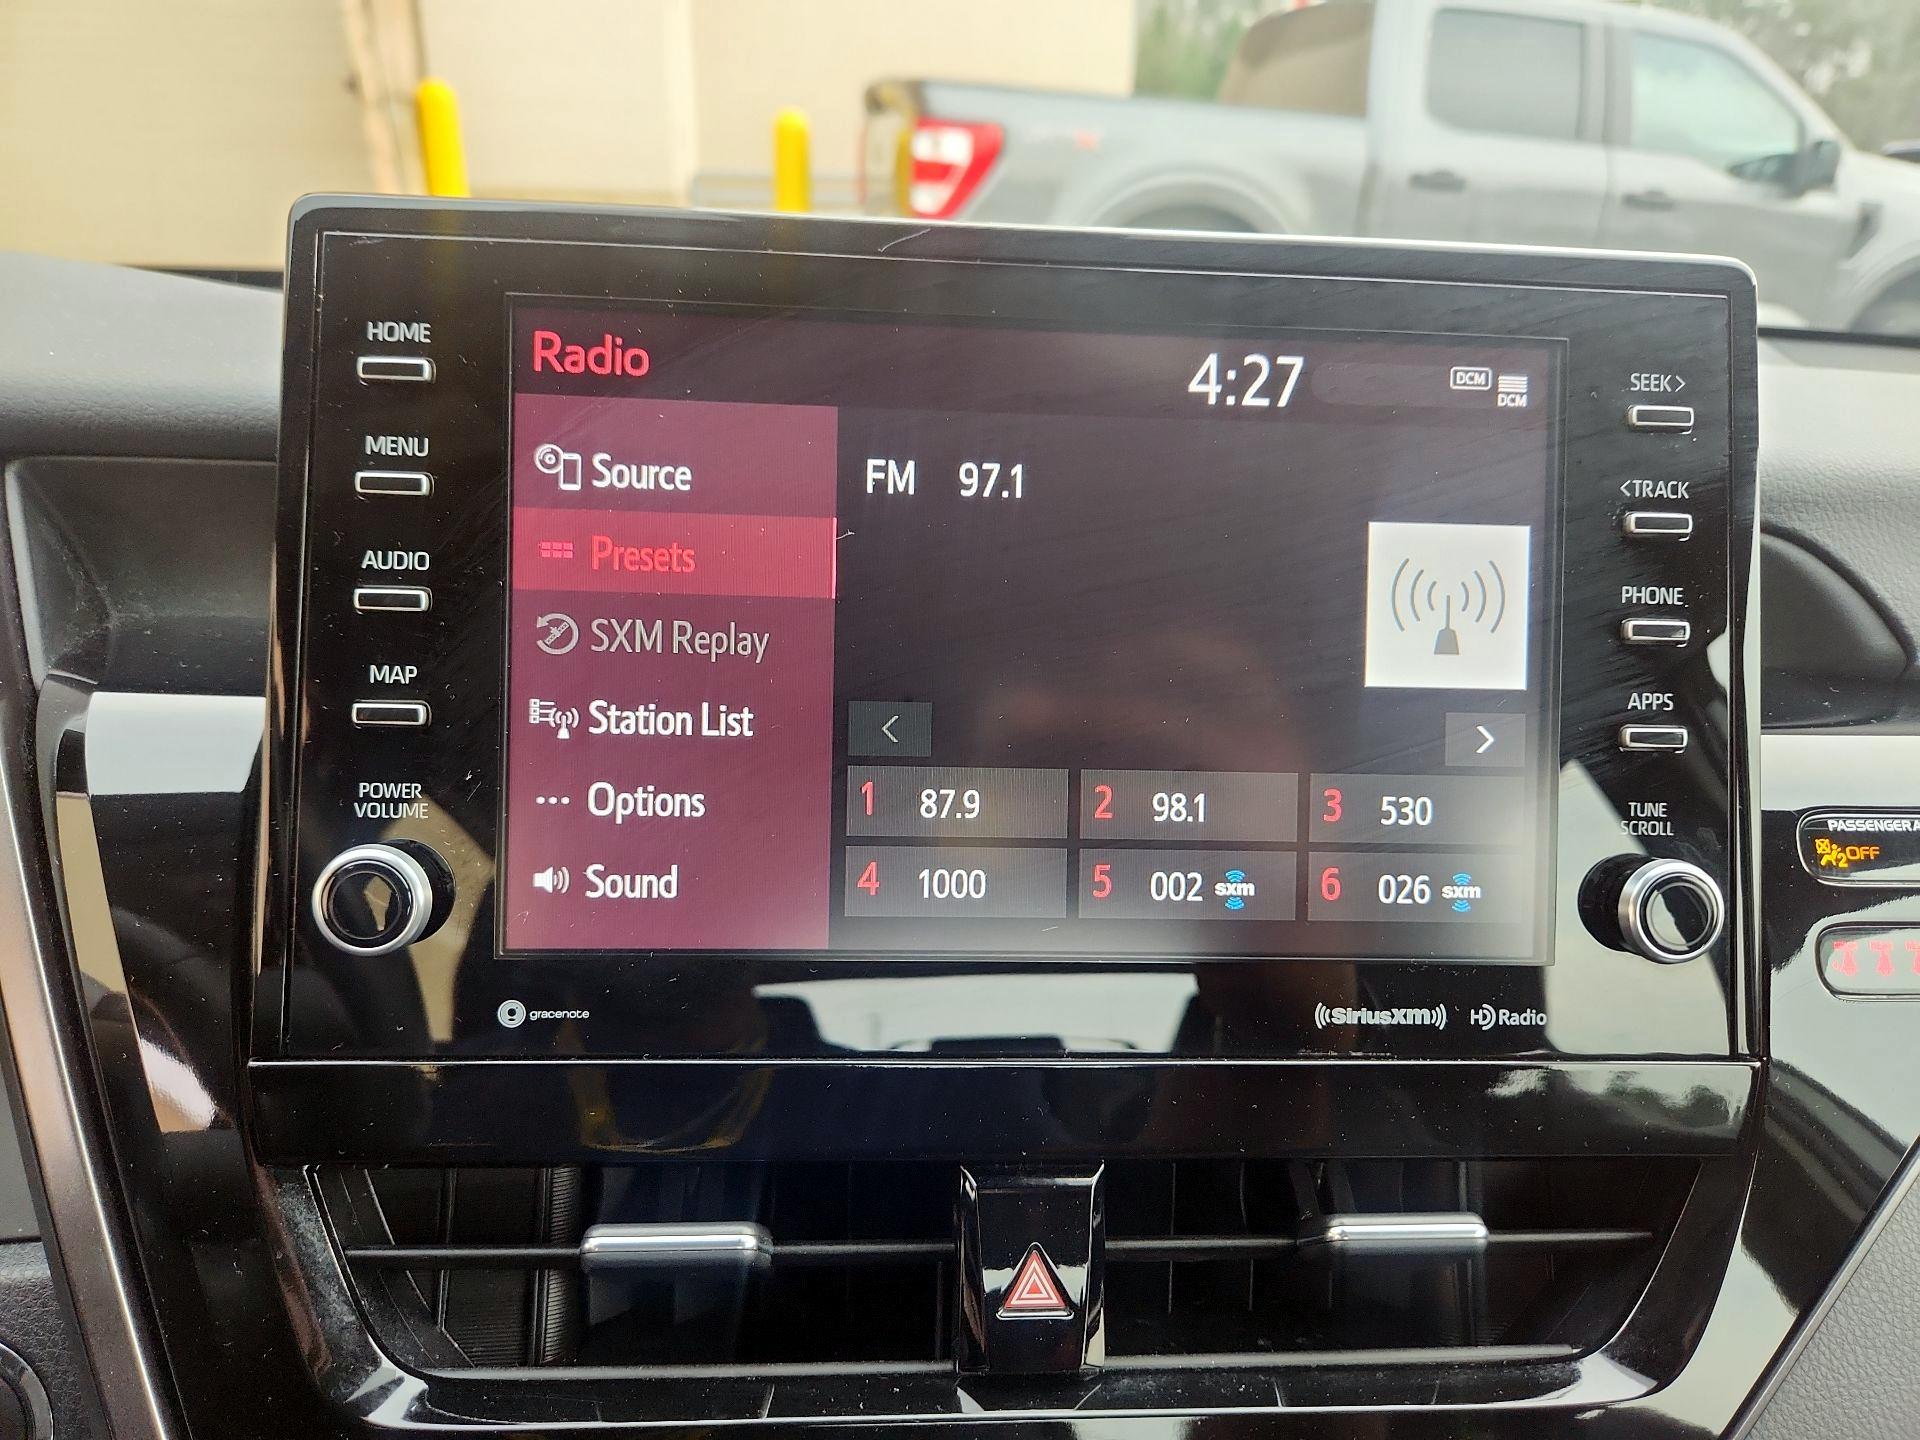 HOME
MENU
AUDIO
MAP
POWER
VOLUME
Radio
4:27
DCM
DCM
Source
Presets
SXM Replay
Station List
Options
Sound
FM 97.1
<
>
1 87.9
2 98.1
3 530
4 1000
5 002 sxm
6 026 sxm
SEEK>
<TRACK
PHONE
APPS
TUNE
SCROLL
gracenote
((SiriusXM))
HD Radio
PASSENGER A
2 OFF